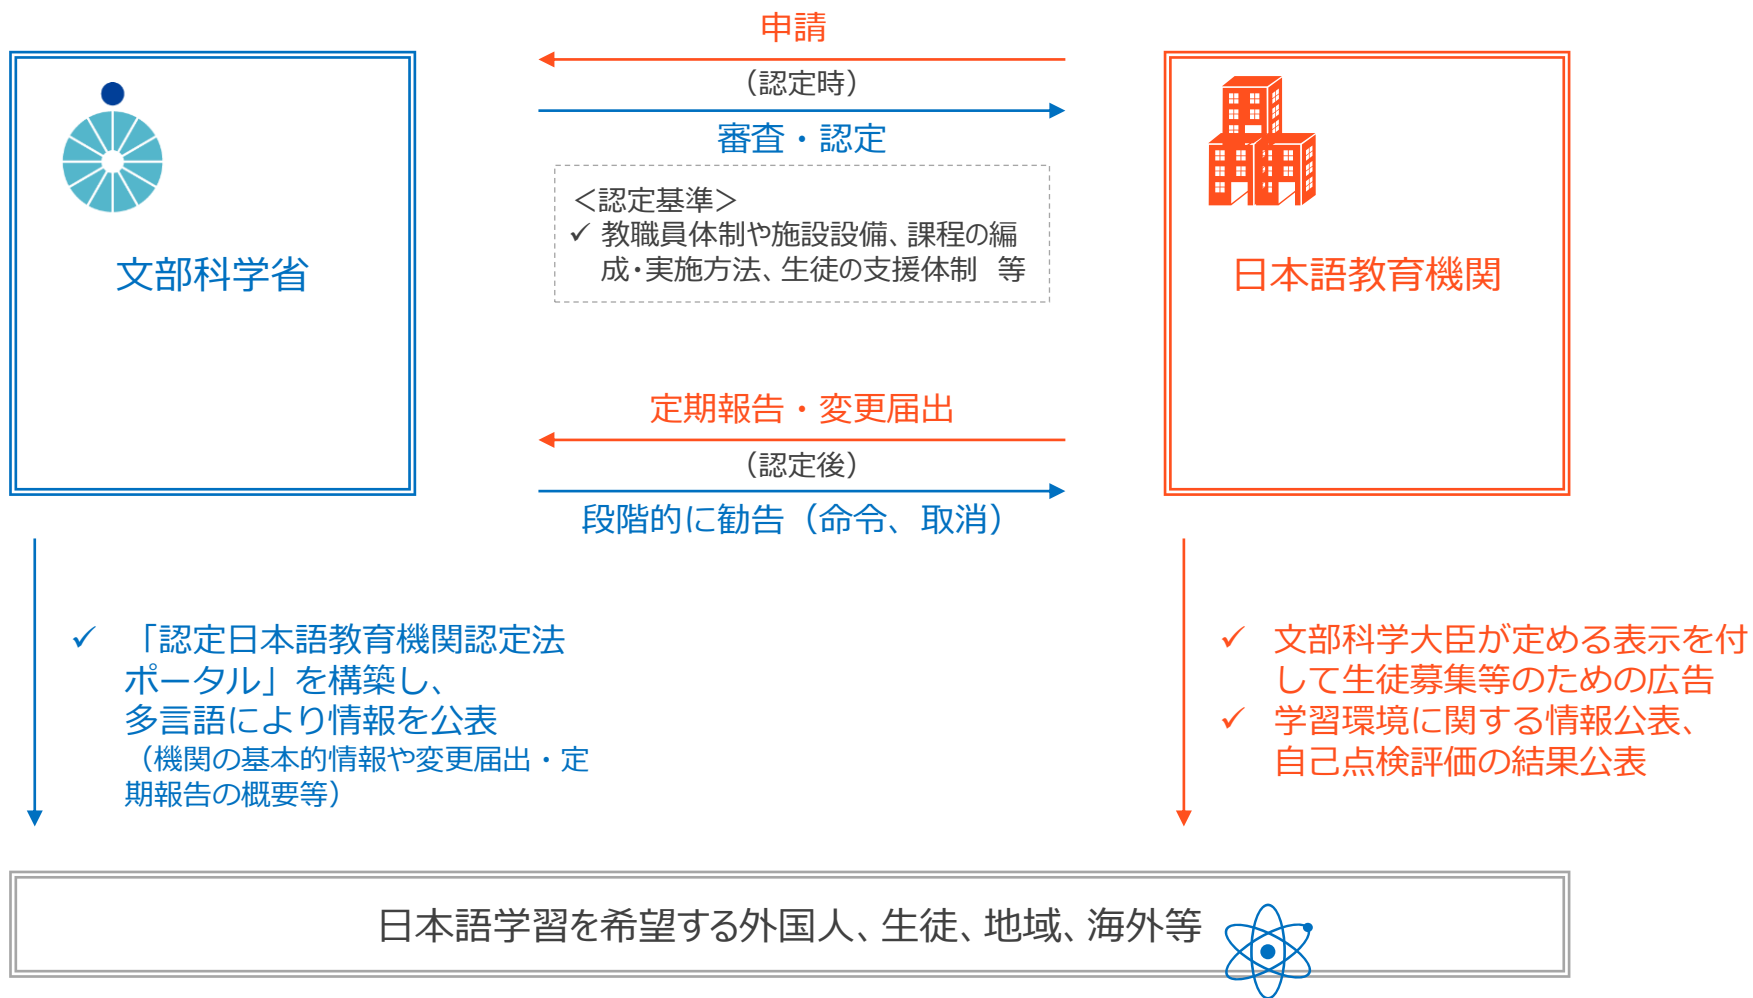 申請
（認定時）
審査・認定
＜認定基準＞
✓ 教職員体制や施設設備、課程の編
成・実施方法、生徒の支援体制　等
文部科学省
日本語教育機関
定期報告・変更届出
（認定後）
段階的に勧告（命令、取消）
✓ 「認定日本語教育機関認定法
ポータル」を構築し、
多言語により情報を公表
（機関の基本的情報や変更届出・定
期報告の概要等）
✓ 文部科学大臣が定める表示を付
して生徒募集等のための広告
✓ 学習環境に関する情報公表、
自己点検評価の結果公表
日本語学習を希望する外国人、生徒、地域、海外等